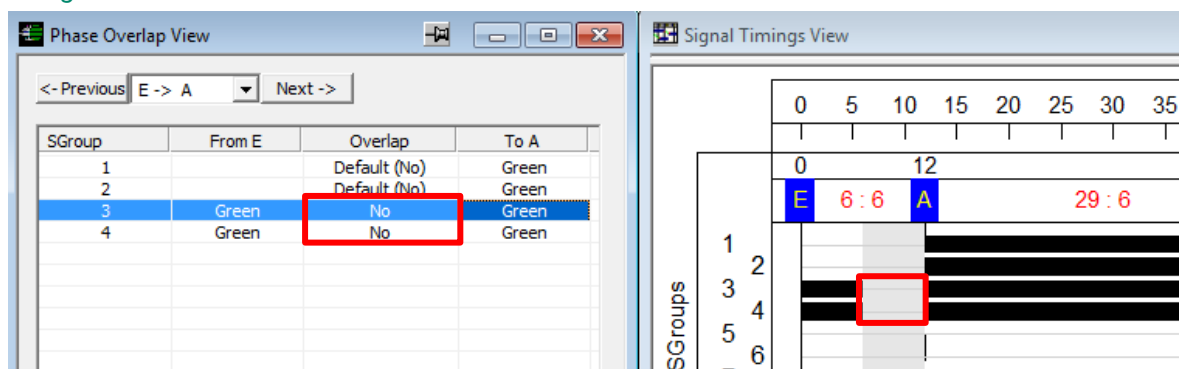 Phase Overlap View
<- Previous E -> A Next ->
SGroup From E Overlap To A
1 Default (No) Green
2 Default (No) Green
3 Green No Green
4 Green No Green
Signal Timings View
0 5 10 15 20 25 30 35
0 12
E 6 : 6 A 29 : 6
1
2
3
4
5
6
SGroups